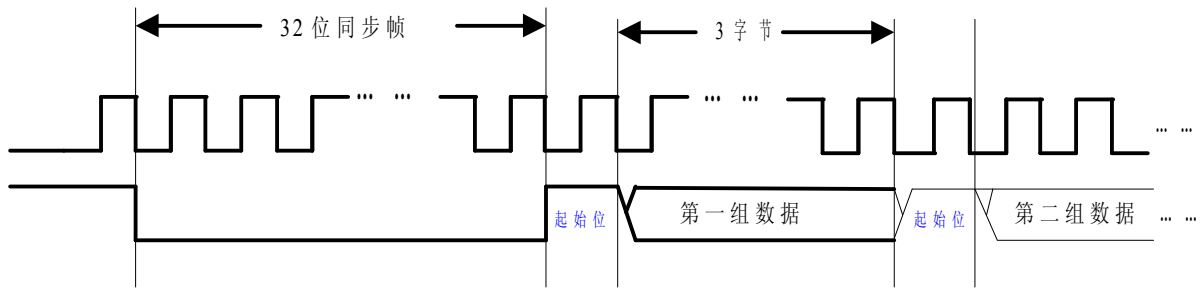 32位同步帧
3字节
… …
… …
… …
起始位
第一组数据
起始位
第二组数据
… …